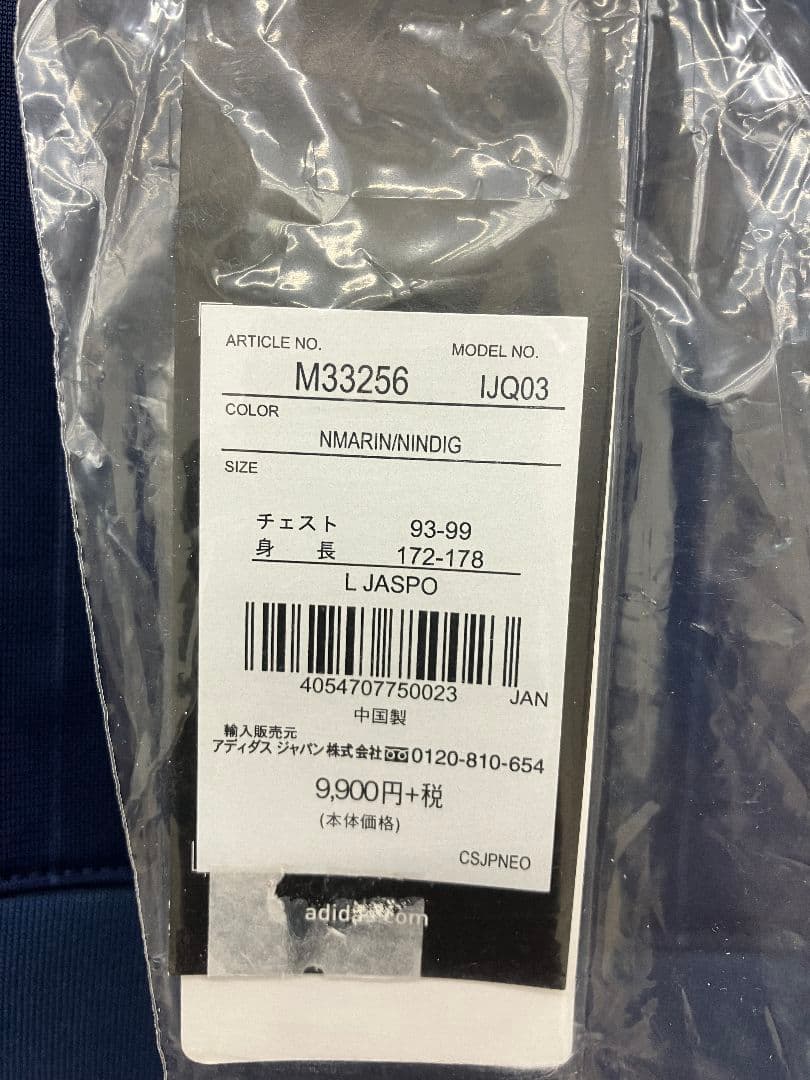 ARTICLE NO. MODEL NO.
M33256 IJQ03
COLOR
NMARIN/NINDIG
SIZE
チェスト 93-99
身 長 172-178
L JASPO
4054707750023 JAN
中国製
輸入販売元
アディダス ジャパン株式会社 0120-810-654
9,900円+税
(本体価格)
CSJPNEO
adidas.com